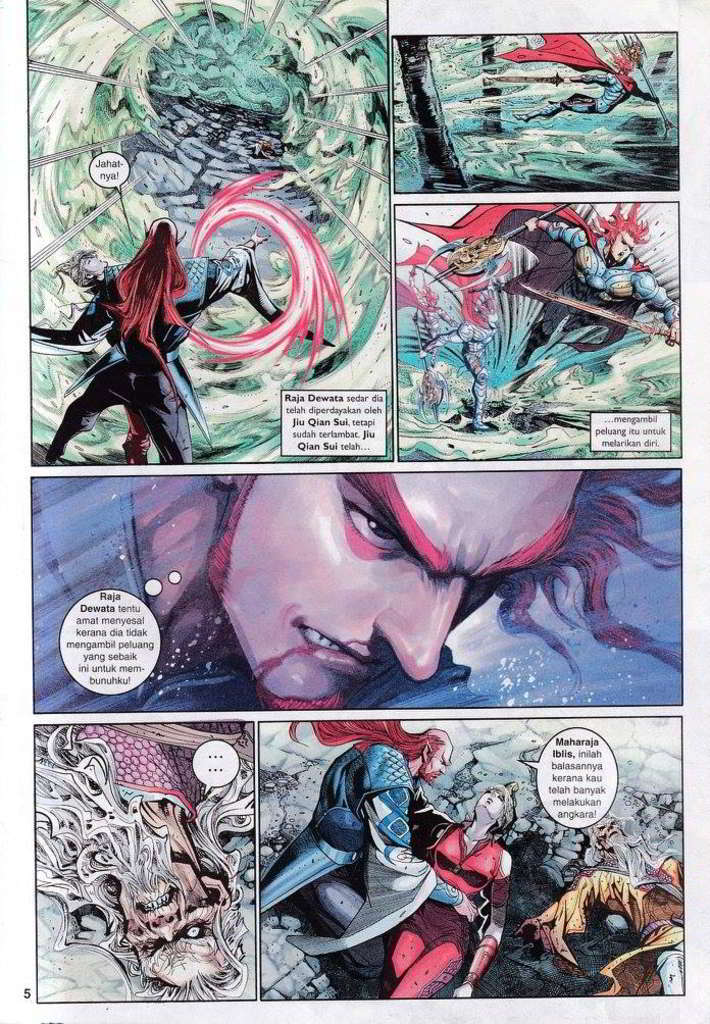 Jahat-
nya!
Raja Dewata sedar dia
telah diperdayakan oleh
Jiu Qian Sui, tetapi
sudah terlambat. Jiu
Qian Sui telah...
...mengambil
peluang itu untuk
melarikan diri.
Raja
Dewata tentu
amat menyesal
kerana dia tidak
mengambil peluang
yang sebaik
ini untuk mem-
bunuhku!
...
...
Maharaja
Iblis, inilah
balasannya
kerana kau
telah banyak
melakukan
angkara!
5